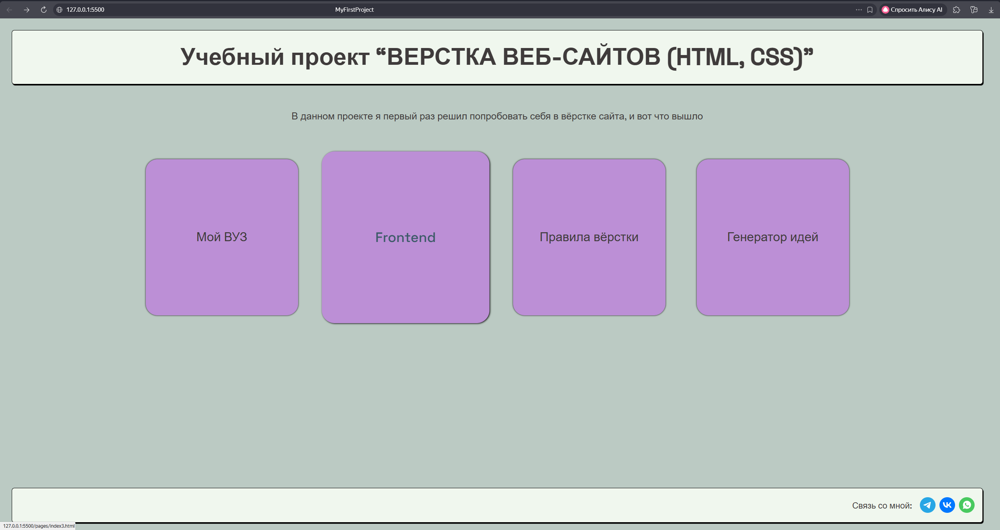 127.0.0.1:5500
MyFirstProject
Спросить Алису AI
Учебный проект “ВЕРСТКА ВЕБ-САЙТОВ (HTML, CSS)”
В данном проекте я первый раз решил попробовать себя в вёрстке сайта, и вот что вышло
Мой ВУЗ
Frontend
Правила вёрстки
Генератор идей
Связь со мной:
127.0.0.1:5500/pages/index3.html